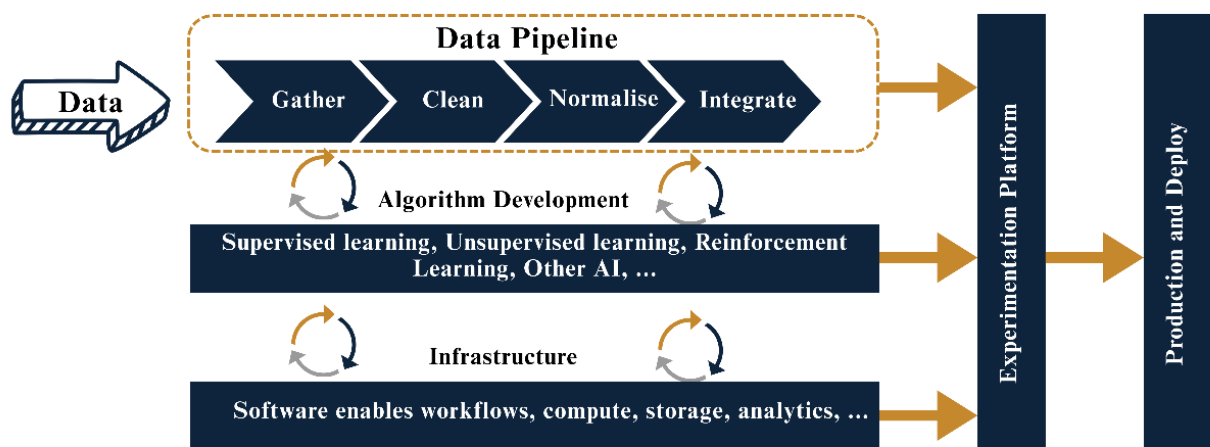 Data Pipeline
Data
Gather
Clean
Normalise
Integrate
Algorithm Development
Supervised learning, Unsupervised learning, Reinforcement
Learning, Other AI, ...
Infrastructure
Software enables workflows, compute, storage, analytics, ...
Experimentation Platform
Production and Deploy